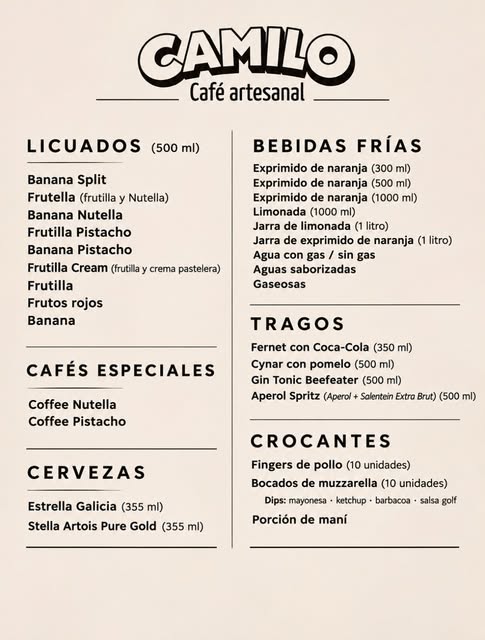 CAMILO
Café artesanal
LICUADOS (500 ml)
Banana Split
Frutella (frutilla y Nutella)
Banana Nutella
Frutilla Pistacho
Banana Pistacho
Frutilla Cream (frutilla y crema pastelera)
Frutilla
Frutos rojos
Banana
CAFÉS ESPECIALES
Coffee Nutella
Coffee Pistacho
CERVEZAS
Estrella Galicia (355 ml)
Stella Artois Pure Gold (355 ml)
BEBIDAS FRÍAS
Exprimido de naranja (300 ml)
Exprimido de naranja (500 ml)
Exprimido de naranja (1000 ml)
Limonada (1000 ml)
Jarra de limonada (1 litro)
Jarra de exprimido de naranja (1 litro)
Agua con gas / sin gas
Aguas saborizadas
Gaseosas
TRAGOS
Fernet con Coca-Cola (350 ml)
Cynar con pomelo (500 ml)
Gin Tonic Beefeater (500 ml)
Aperol Spritz (Aperol + Salentein Extra Brut) (500 ml)
CROCANTES
Fingers de pollo (10 unidades)
Bocados de muzzarella (10 unidades)
Dips: mayonesa · ketchup · barbacoa · salsa golf
Porción de maní